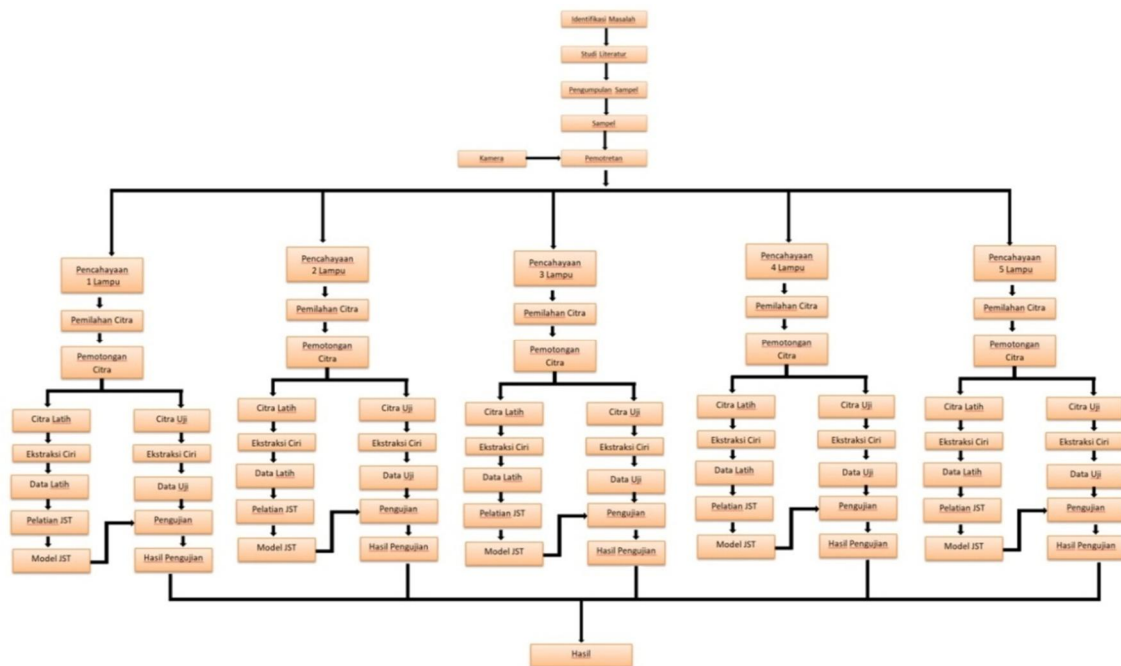 Identifikasi Masalah
Studi Literatur
Pengumpulan Sampel
Sampel
Kamera
Pemotretan
Pencahayaan
1 Lampu
Pemilahan Citra
Pemotongan
Citra
Citra Latih
Ekstraksi Ciri
Data Latih
Pelatian JST
Model JST
Citra Uji
Ekstraksi Ciri
Data Uji
Pengujian
Hasil Pengujian
Pencahayaan
2 Lampu
Pemilahan Citra
Pemotongan
Citra
Citra Latih
Ekstraksi Ciri
Data Latih
Pelatian JST
Model JST
Citra Uji
Ekstraksi Ciri
Data Uji
Pengujian
Hasil Pengujian
Pencahayaan
3 Lampu
Pemilahan Citra
Pemotongan
Citra
Citra Latih
Ekstraksi Ciri
Data Latih
Pelatian JST
Model JST
Citra Uji
Ekstraksi Ciri
Data Uji
Pengujian
Hasil Pengujian
Pencahayaan
4 Lampu
Pemilahan Citra
Pemotongan
Citra
Citra Latih
Ekstraksi Ciri
Data Latih
Pelatian JST
Model JST
Citra Uji
Ekstraksi Ciri
Data Uji
Pengujian
Hasil Pengujian
Pencahayaan
5 Lampu
Pemilahan Citra
Pemotongan
Citra
Citra Latih
Ekstraksi Ciri
Data Latih
Pelatian JST
Model JST
Citra Uji
Ekstraksi Ciri
Data Uji
Pengujian
Hasil Pengujian
Hasil